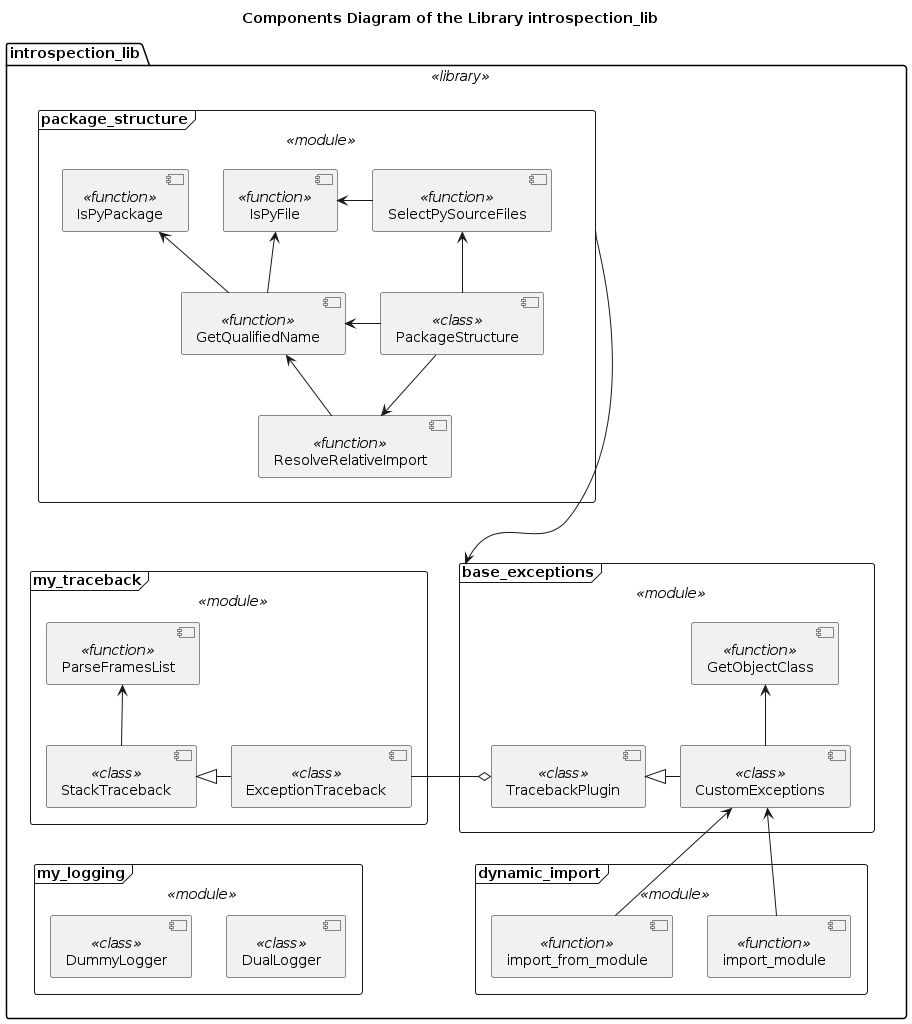 Components Diagram of the Library introspection_lib
introspection_lib
«library»
package_structure
«module»
«function»
IsPyPackage
«function»
IsPyFile
«function»
SelectPySourceFiles
«function»
GetQualifiedName
«class»
PackageStructure
«function»
ResolveRelativeImport
my_traceback
«module»
«function»
ParseFramesList
«class»
StackTraceback
«class»
ExceptionTraceback
base_exceptions
«module»
«function»
GetObjectClass
«class»
TracebackPlugin
«class»
CustomExceptions
my_logging
«module»
«class»
DummyLogger
«class»
DualLogger
dynamic_import
«module»
«function»
import_from_module
«function»
import_module